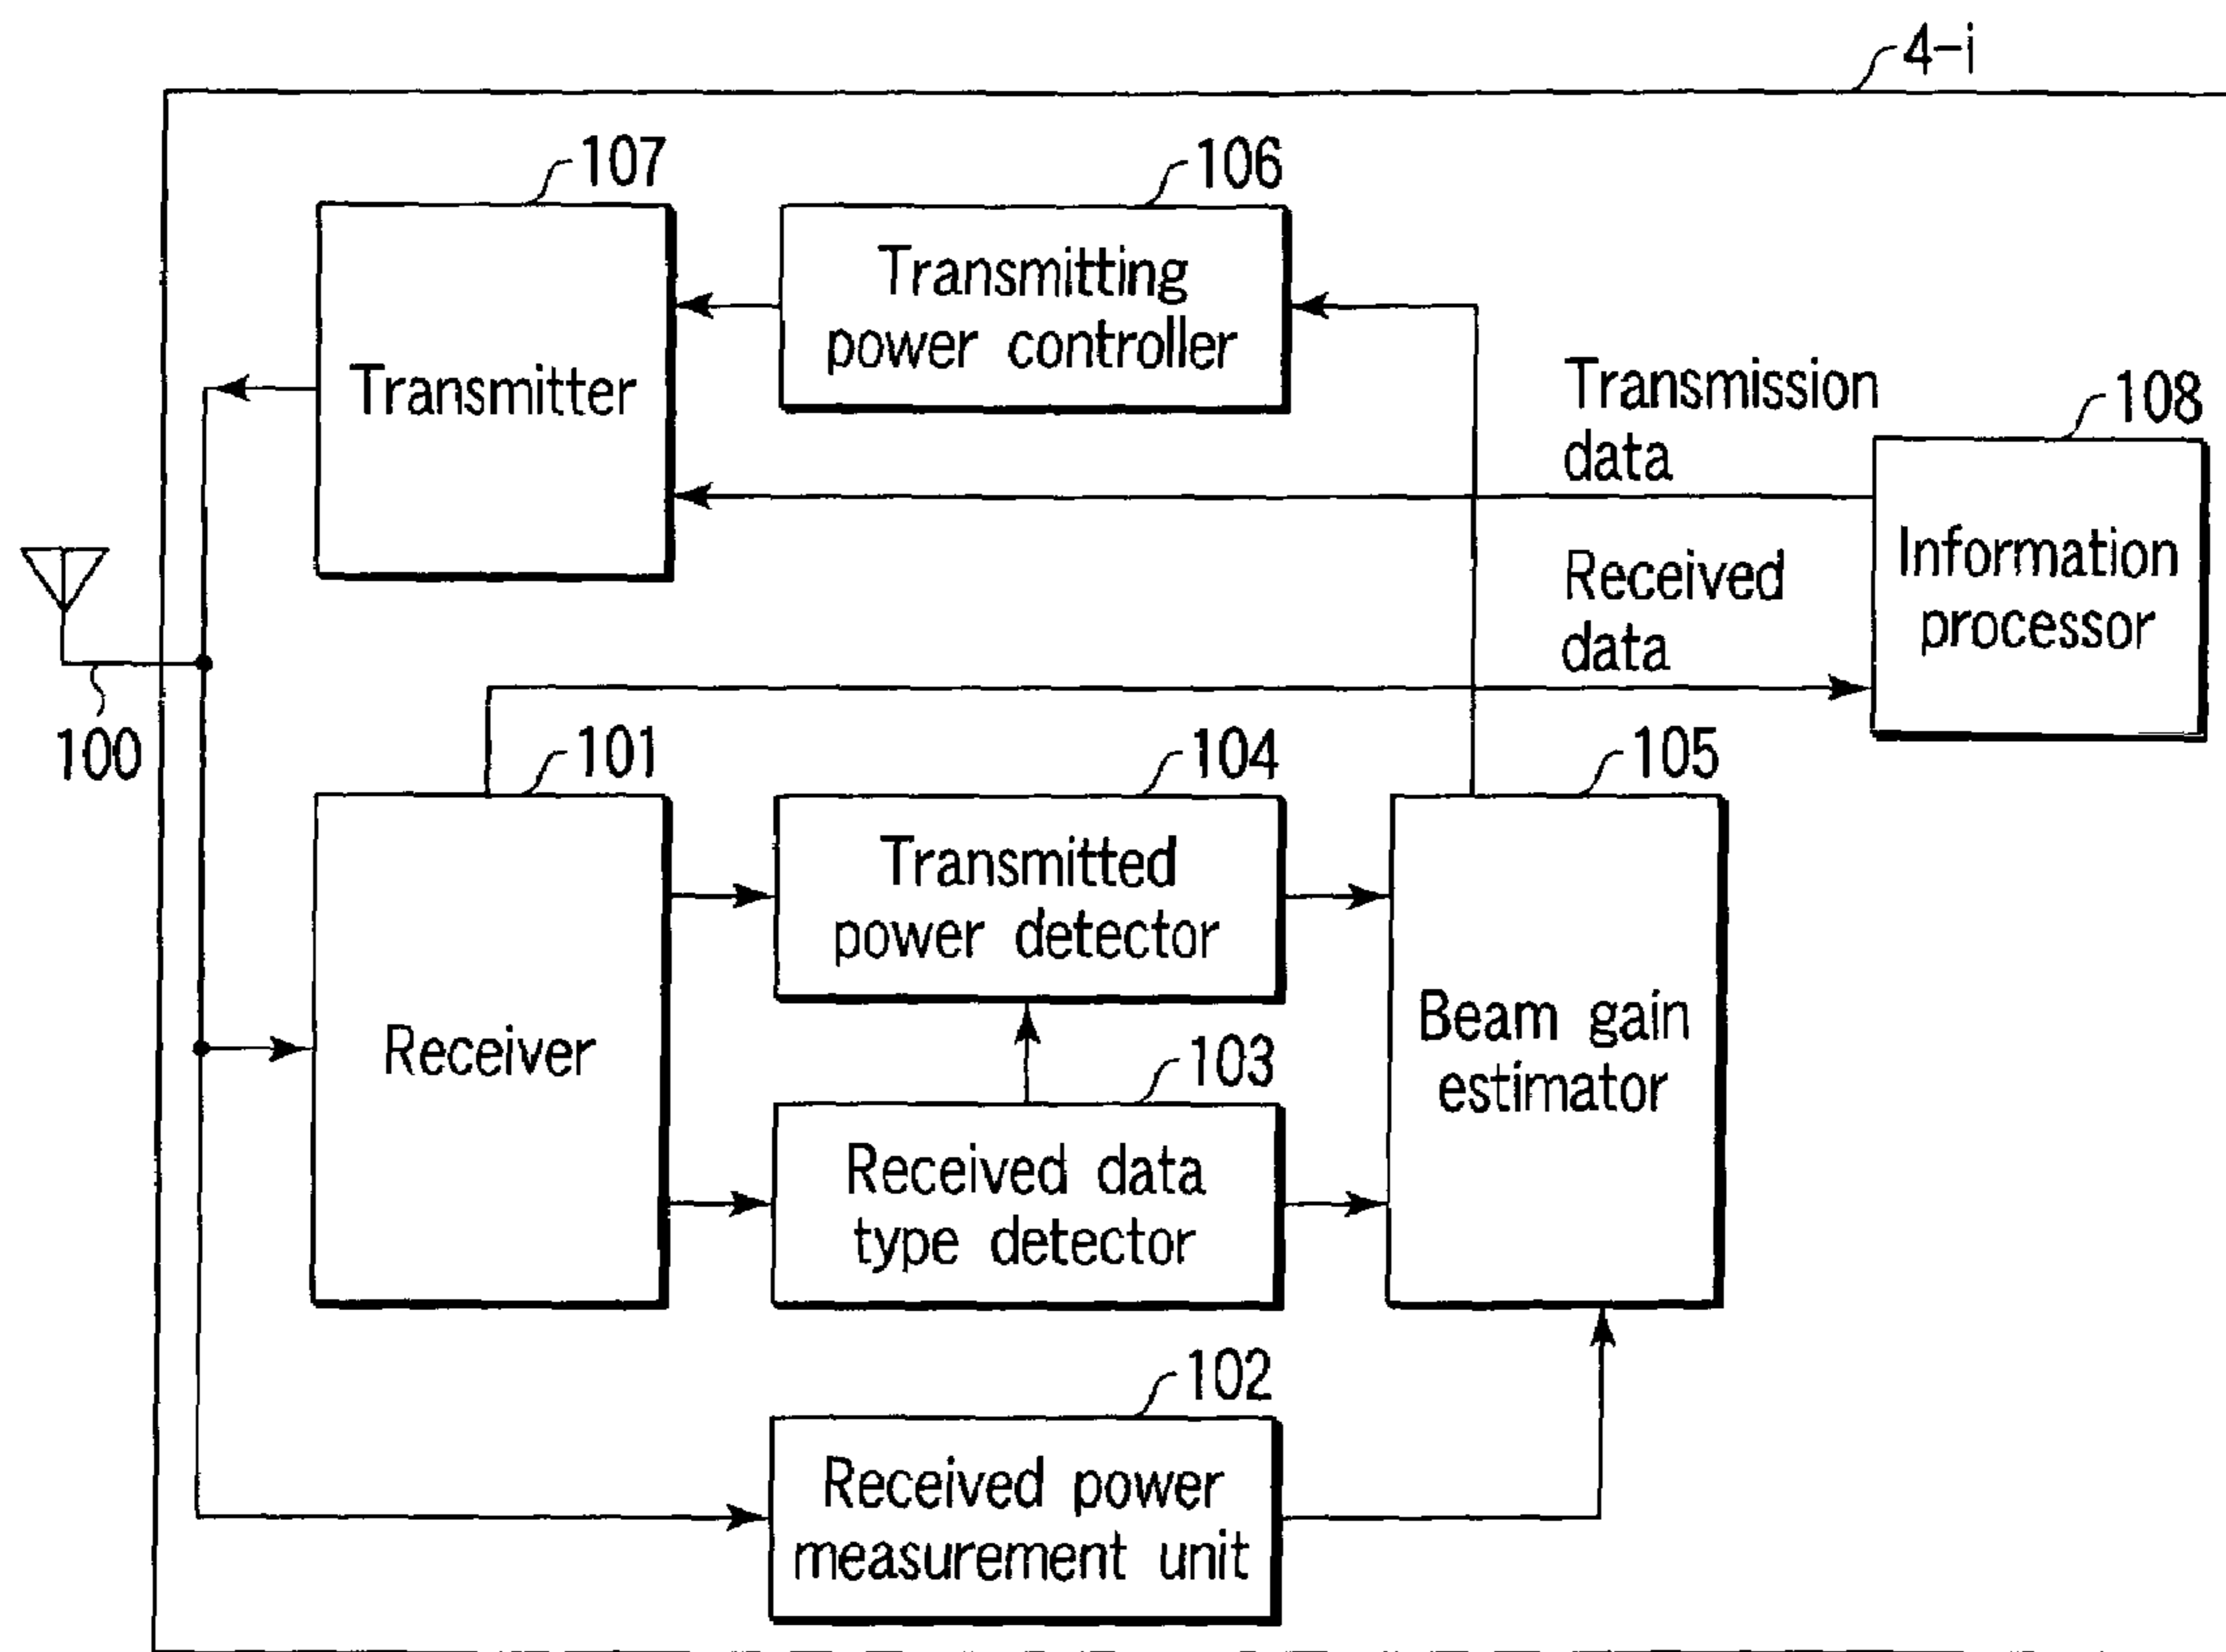 4-i
107
106
Transmitting
power controller
Transmitter
Transmission
data
108
Information
processor
Received
data
100
101
104
105
Transmitted
power detector
Receiver
Beam gain
estimator
103
Received data
type detector
102
Received power
measurement unit